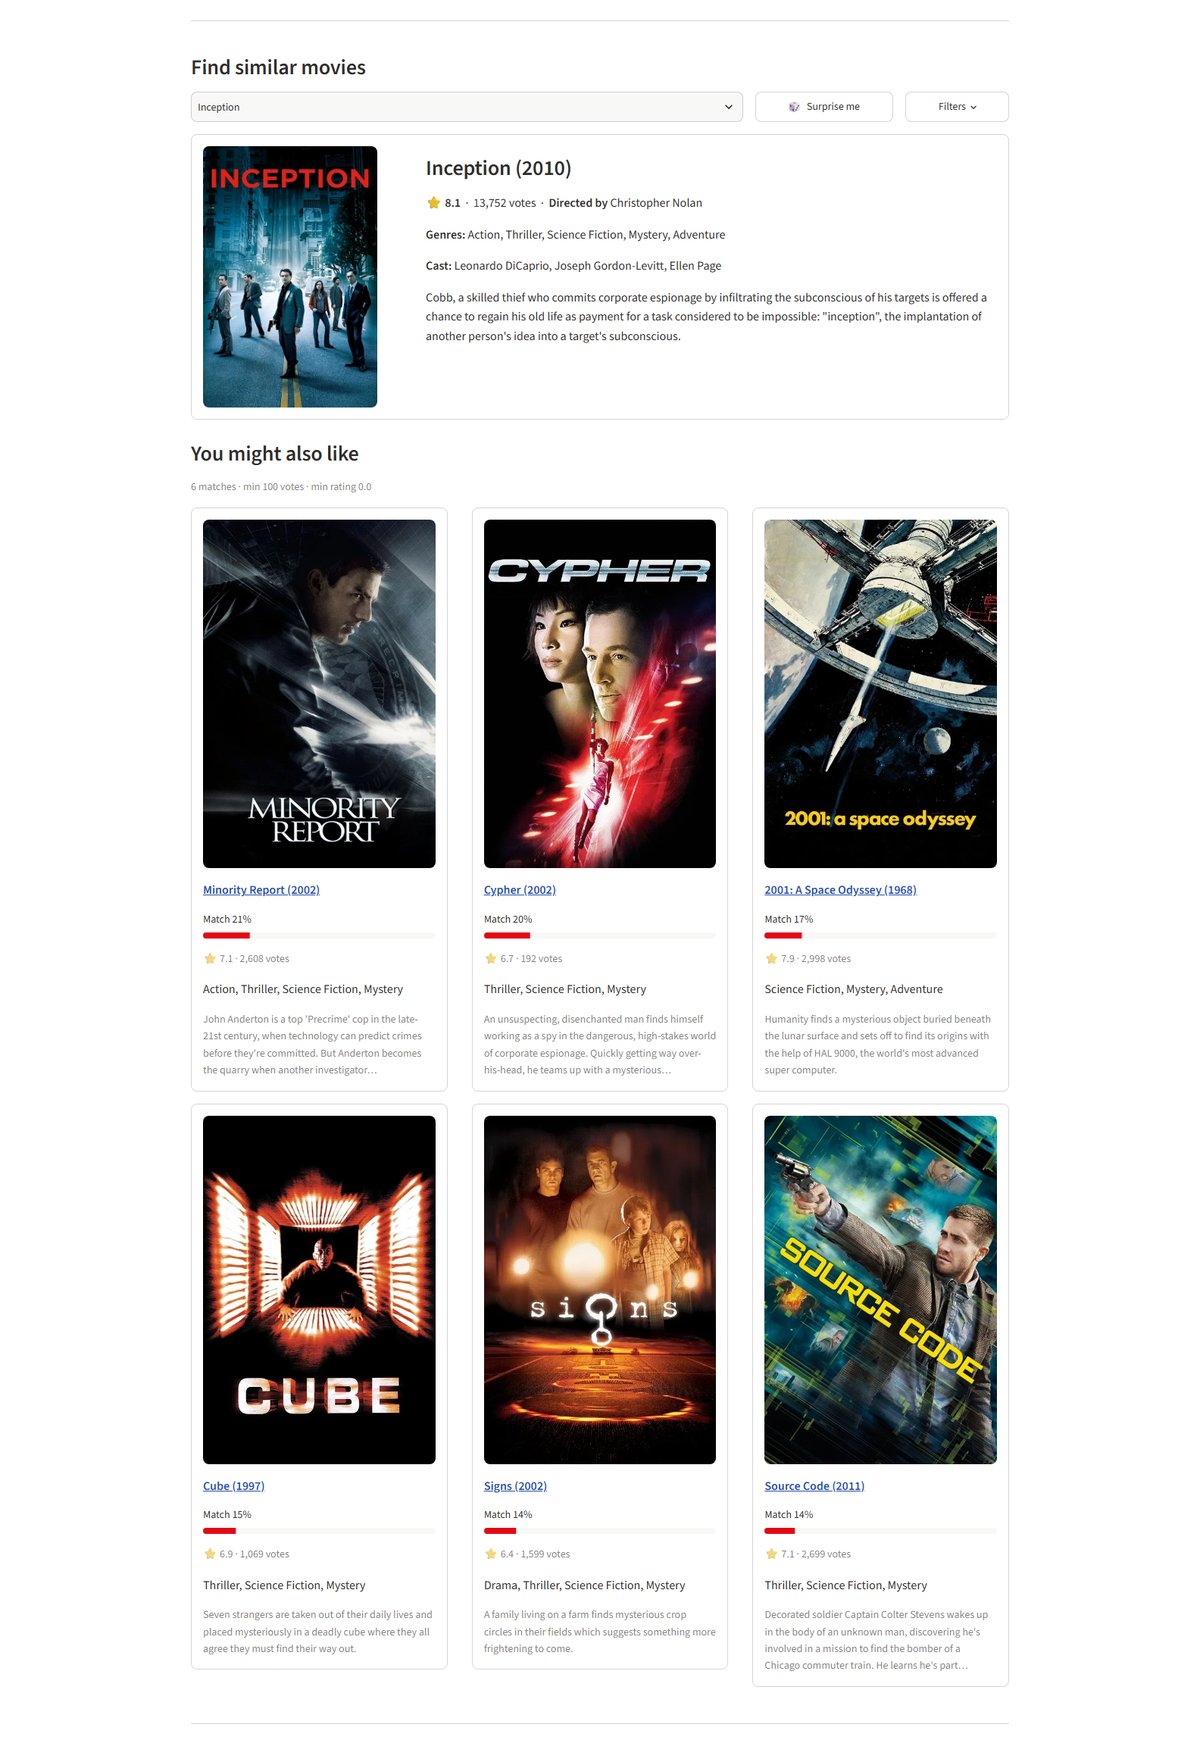 Find similar movies
Inception
Surprise me
Filters
INCEPTION
Inception (2010)
8.1 · 13,752 votes · Directed by Christopher Nolan
Genres: Action, Thriller, Science Fiction, Mystery, Adventure
Cast: Leonardo DiCaprio, Joseph Gordon-Levitt, Ellen Page
Cobb, a skilled thief who commits corporate espionage by infiltrating the subconscious of his targets is offered a
chance to regain his old life as payment for a task considered to be impossible: "inception", the implantation of
another person's idea into a target's subconscious.
You might also like
6 matches · min 100 votes · min rating 0.0
MINORITY
REPORT
Minority Report (2002)
Match 21%
7.1 · 2,608 votes
Action, Thriller, Science Fiction, Mystery
John Anderton is a top 'Precrime' cop in the late-
21st century, when technology can predict crimes
before they're committed. But Anderton becomes
the quarry when another investigator…
CYPHER
Cypher (2002)
Match 20%
6.7 · 192 votes
Thriller, Science Fiction, Mystery
An unsuspecting, disenchanted man finds himself
working as a spy in the dangerous, high-stakes world
of corporate espionage. Quickly getting way over-
his-head, he teams up with a mysterious…
2001: a space odyssey
2001: A Space Odyssey (1968)
Match 17%
7.9 · 2,998 votes
Science Fiction, Mystery, Adventure
Humanity finds a mysterious object buried beneath
the lunar surface and sets off to find its origins with
the help of HAL 9000, the world's most advanced
super computer.
CUBE
Cube (1997)
Match 15%
6.9 · 1,069 votes
Thriller, Science Fiction, Mystery
Seven strangers are taken out of their daily lives and
placed mysteriously in a deadly cube where they all
agree they must find their way out.
signs
Signs (2002)
Match 14%
6.4 · 1,599 votes
Drama, Thriller, Science Fiction, Mystery
A family living on a farm finds mysterious crop
circles in their fields which suggests something more
frightening to come.
SOURCE CODE
Source Code (2011)
Match 14%
7.1 · 2,699 votes
Thriller, Science Fiction, Mystery
Decorated soldier Captain Colter Stevens wakes up
in the body of an unknown man, discovering he's
involved in a mission to find the bomber of a
Chicago commuter train. He learns he's part…